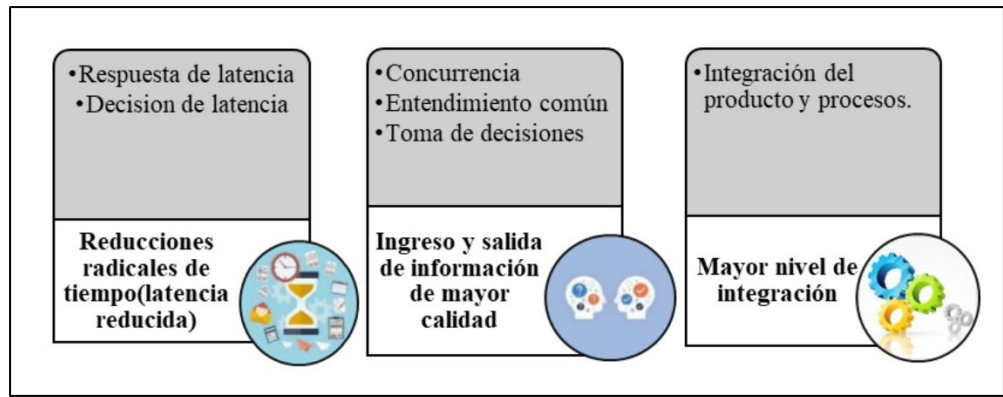 •Respuesta de latencia
•Decision de latencia
Reducciones
radicales de
tiempo(latencia
reducida)
•Concurrencia
•Entendimiento común
•Toma de decisiones
Ingreso y salida
de información
de mayor
calidad
•Integración del
producto y procesos.
Mayor nivel de
integración